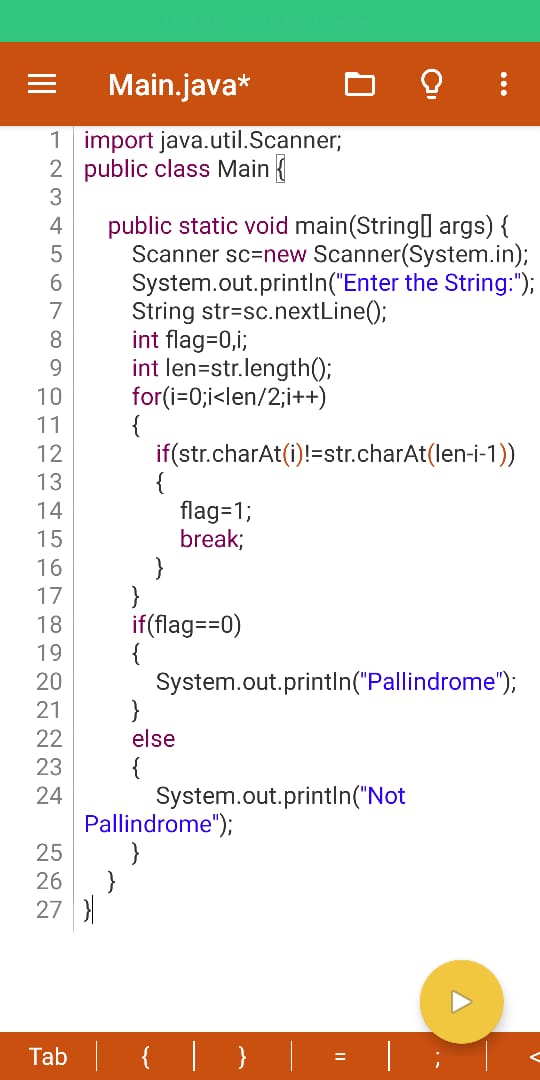 Main.java*
1 import java.util.Scanner;
2 public class Main {
3
4 public static void main(String[] args) {
5 Scanner sc=new Scanner(System.in);
6 System.out.println("Enter the String:");
7 String str=sc.nextLine();
8 int flag=0,i;
9 int len=str.length();
10 for(i=0;i<len/2;i++)
11 {
12 if(str.charAt(i)!=str.charAt(len-i-1))
13 {
14 flag=1;
15 break;
16 }
17 }
18 if(flag==0)
19 {
20 System.out.println("Pallindrome");
21 }
22 else
23 {
24 System.out.println("Not
Pallindrome");
25 }
26 }
27 }
Tab { } = ; <